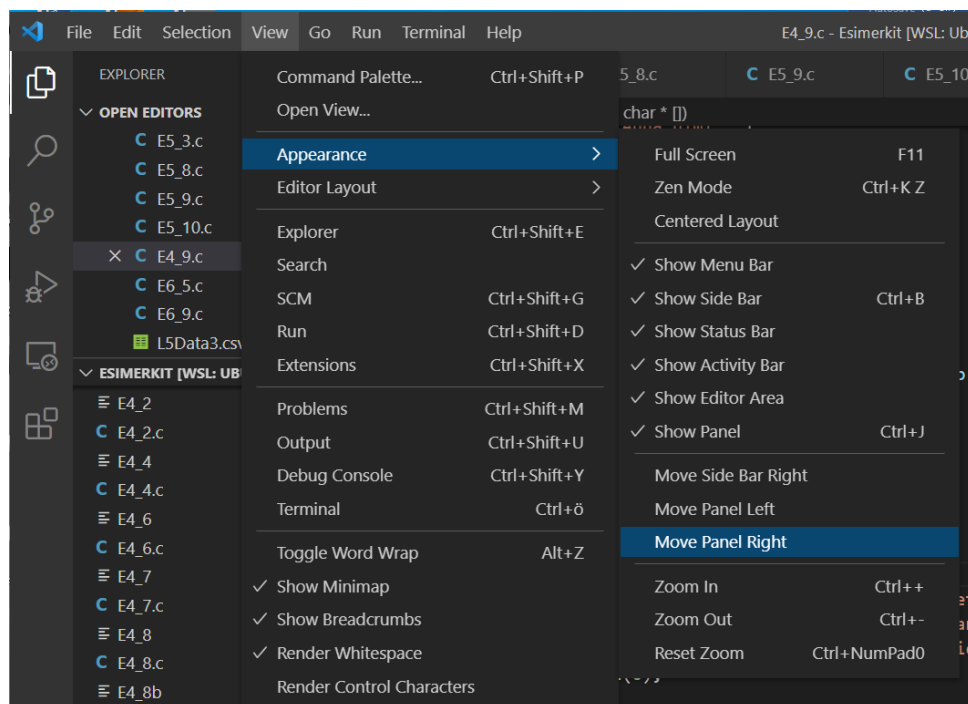 File Edit Selection View Go Run Terminal Help E4_9.c - Esimerkit [WSL: Ub
EXPLORER
OPEN EDITORS
C E5_3.c
C E5_8.c
C E5_9.c
C E5_10.c
C E4_9.c
C E6_5.c
C E6_9.c
L5Data3.csv
ESIMERKIT [WSL: UB
E4_2
C E4_2.c
E4_4
C E4_4.c
E4_6
C E4_6.c
E4_7
C E4_7.c
E4_8
C E4_8.c
E4_8b
Command Palette... Ctrl+Shift+P
Open View...
Appearance
Editor Layout
Explorer Ctrl+Shift+E
Search
SCM Ctrl+Shift+G
Run Ctrl+Shift+D
Extensions Ctrl+Shift+X
Problems Ctrl+Shift+M
Output Ctrl+Shift+U
Debug Console Ctrl+Shift+Y
Terminal Ctrl+ö
Toggle Word Wrap Alt+Z
Show Minimap
Show Breadcrumbs
Render Whitespace
Render Control Characters
5_8.c C E5_9.c C E5_10
char * [])
Full Screen F11
Zen Mode Ctrl+K Z
Centered Layout
Show Menu Bar
Show Side Bar Ctrl+B
Show Status Bar
Show Activity Bar
Show Editor Area
Show Panel Ctrl+J
Move Side Bar Right
Move Panel Left
Move Panel Right
Zoom In Ctrl++
Zoom Out Ctrl+-
Reset Zoom Ctrl+NumPad0